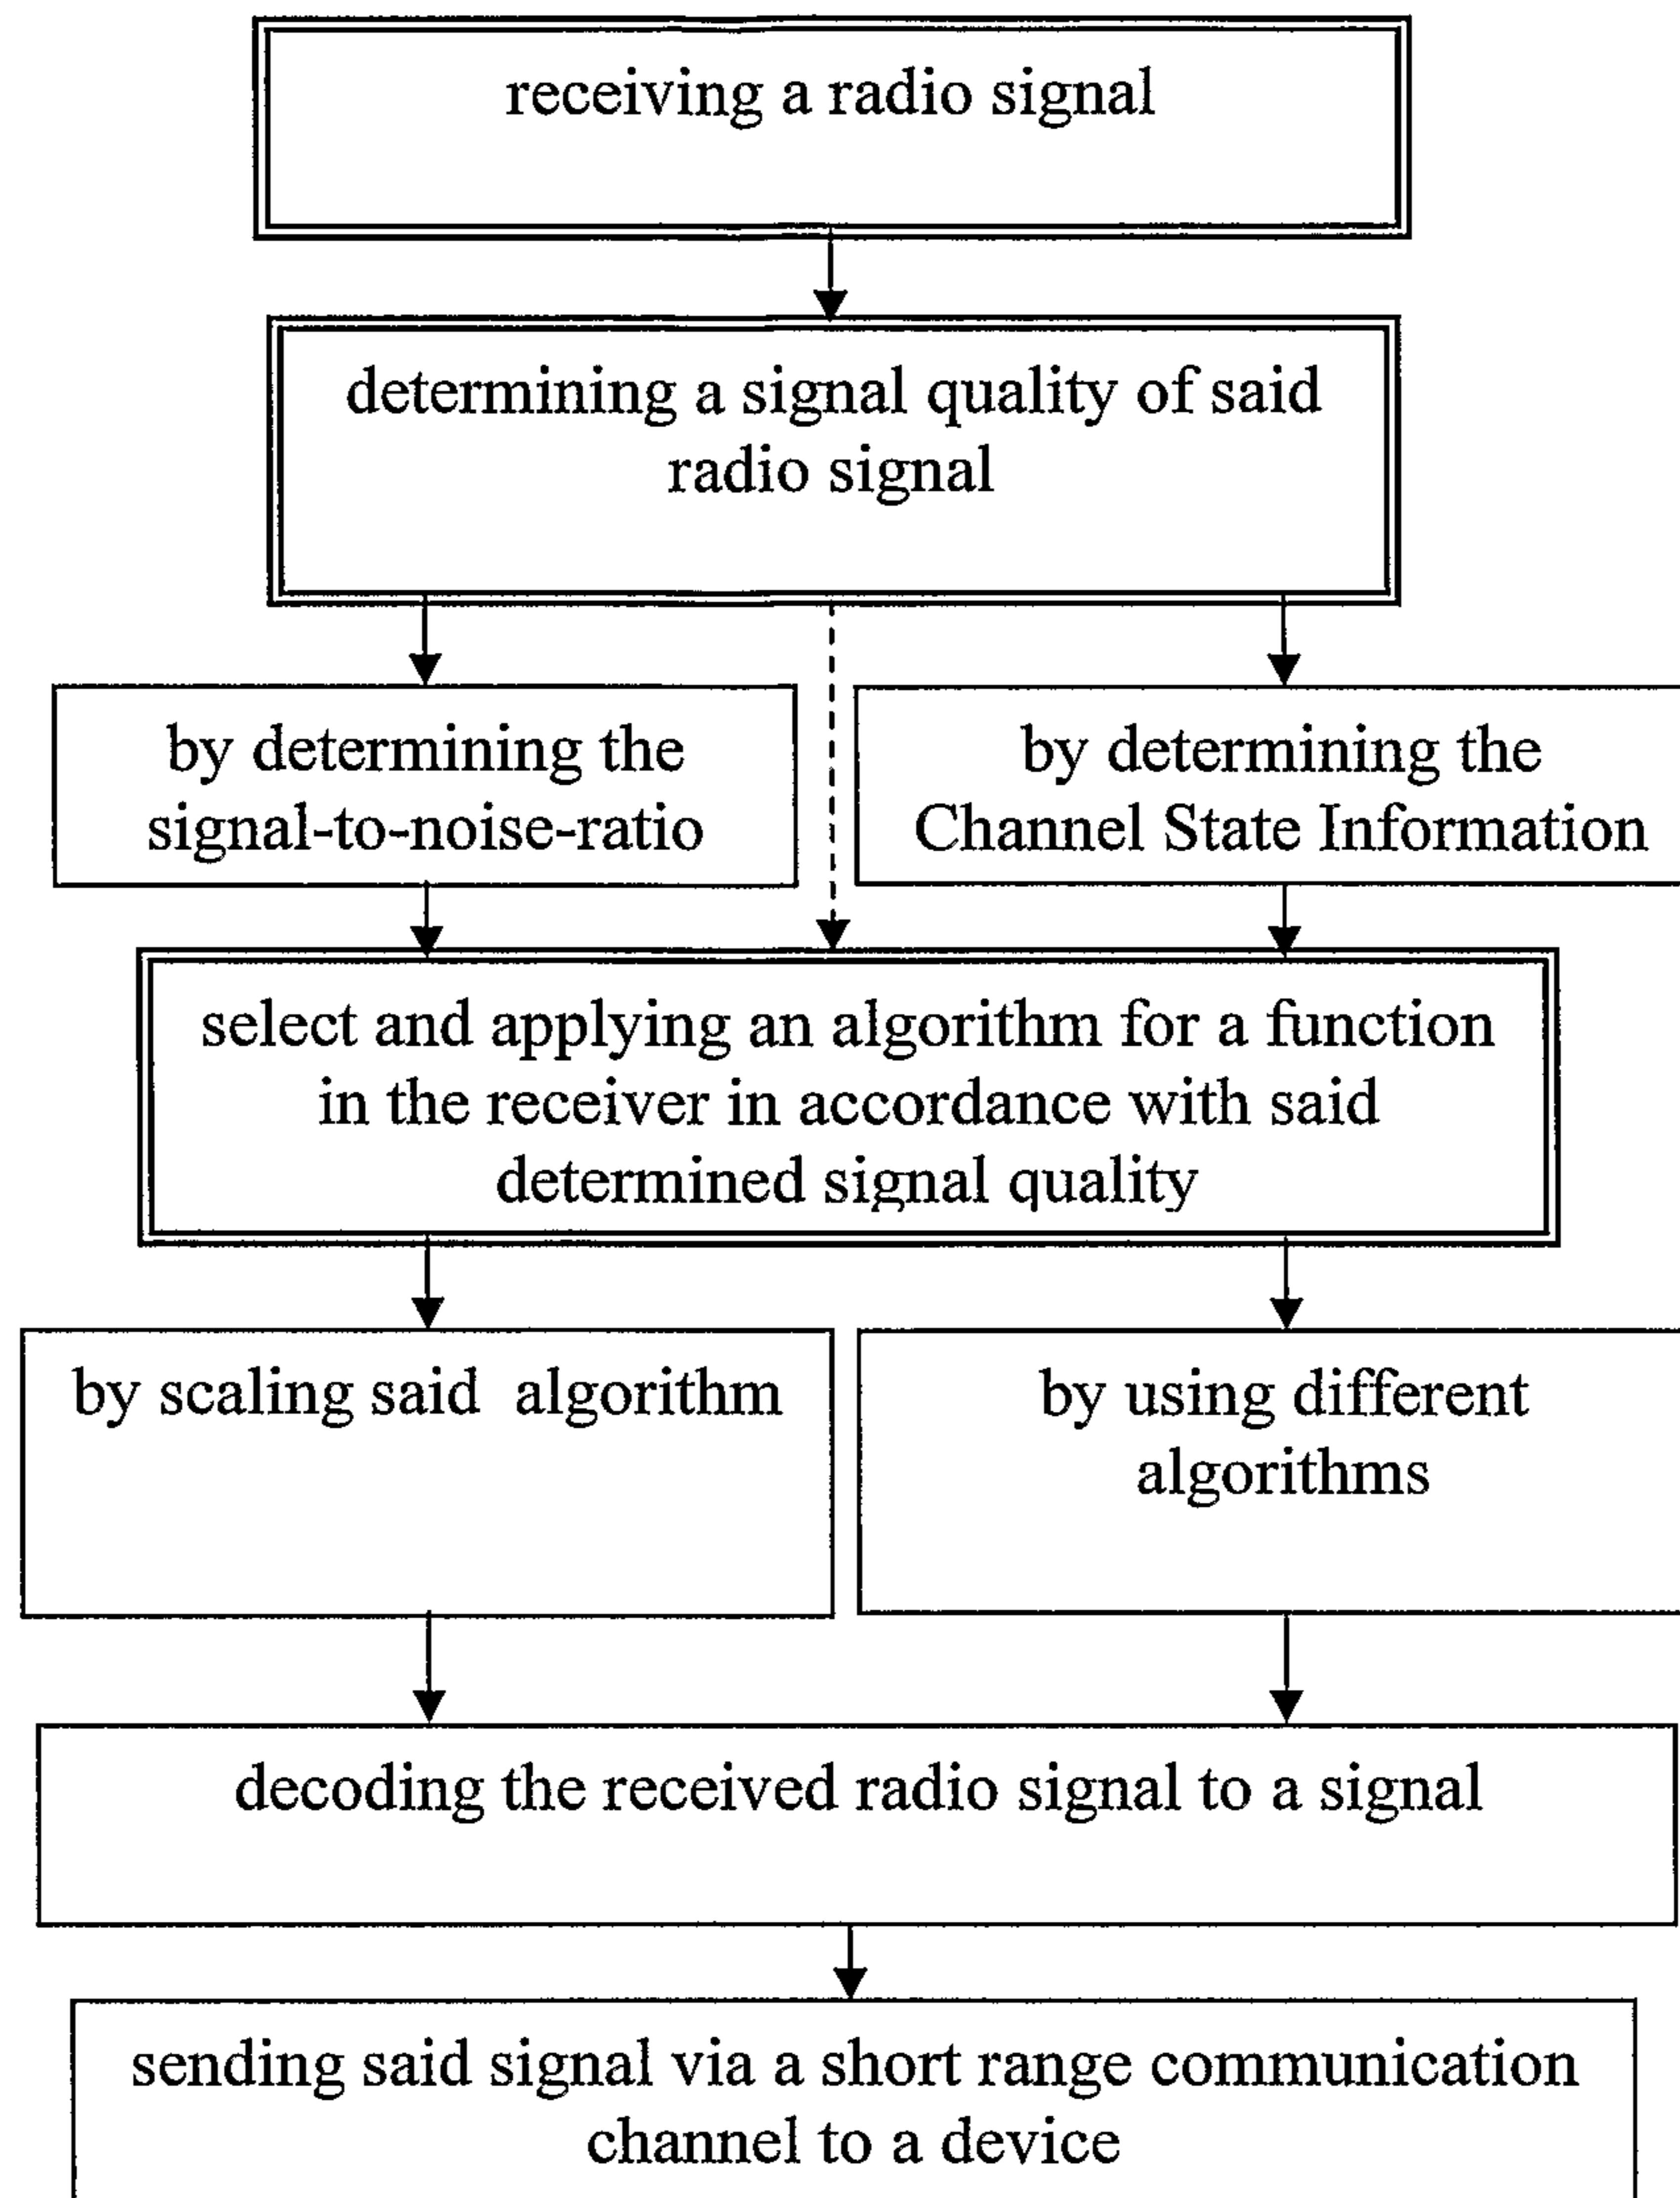 receiving a radio signal
determining a signal quality of said
radio signal
by determining the
signal-to-noise-ratio
by determining the
Channel State Information
select and applying an algorithm for a function
in the receiver in accordance with said
determined signal quality
by scaling said algorithm
by using different
algorithms
decoding the received radio signal to a signal
sending said signal via a short range communication
channel to a device